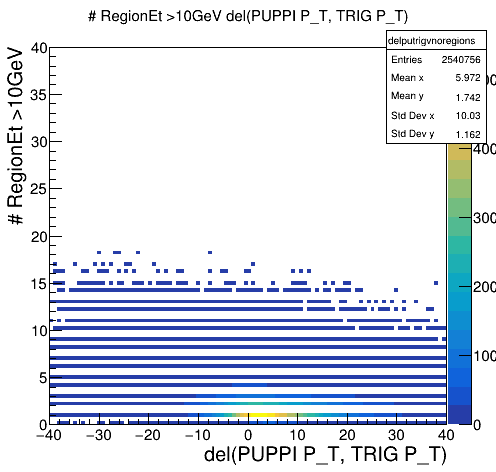 # RegionEt >10GeV del(PUPPI P_T, TRIG P_T)
delputrigvnoregions
Entries 2540756
Mean x 5.972
Mean y 1.742
Std Dev x 10.03
Std Dev y 1.162
# RegionEt >10GeV
40
35
30
25
20
15
10
5
0
−40 −30 −20 −10 0 10 20 30 40
del(PUPPI P_T, TRIG P_T)
400
300
200
100
0